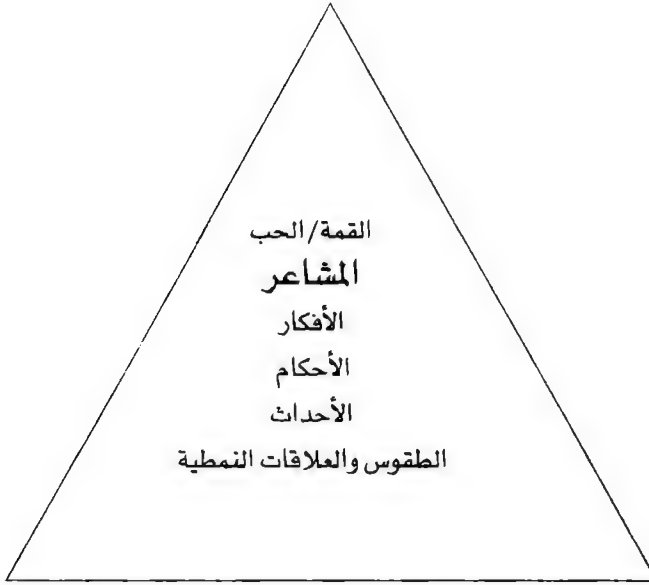 القمة/الحب
المشاعر
الأفكار
الأحكام
الأحداث
الطقوس والعلاقات النمطية